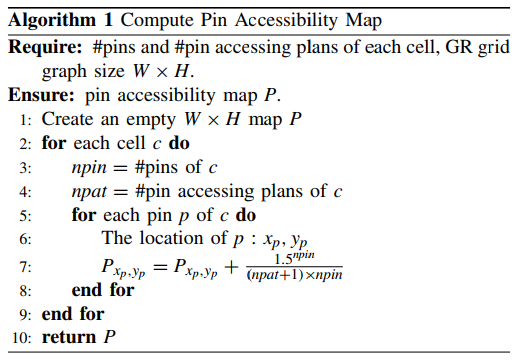 Algorithm 1 Compute Pin Accessibility Map
Require: #pins and #pin accessing plans of each cell, GR grid
graph size W × H.
Ensure: pin accessibility map P.
1: Create an empty W × H map P
2: for each cell c do
3: npin = #pins of c
4: npat = #pin accessing plans of c
5: for each pin p of c do
6: The location of p : x_p, y_p
7: P_{x_p,y_p} = P_{x_p,y_p} + \frac{1.5^{npin}}{(npat+1)×npin}
8: end for
9: end for
10: return P